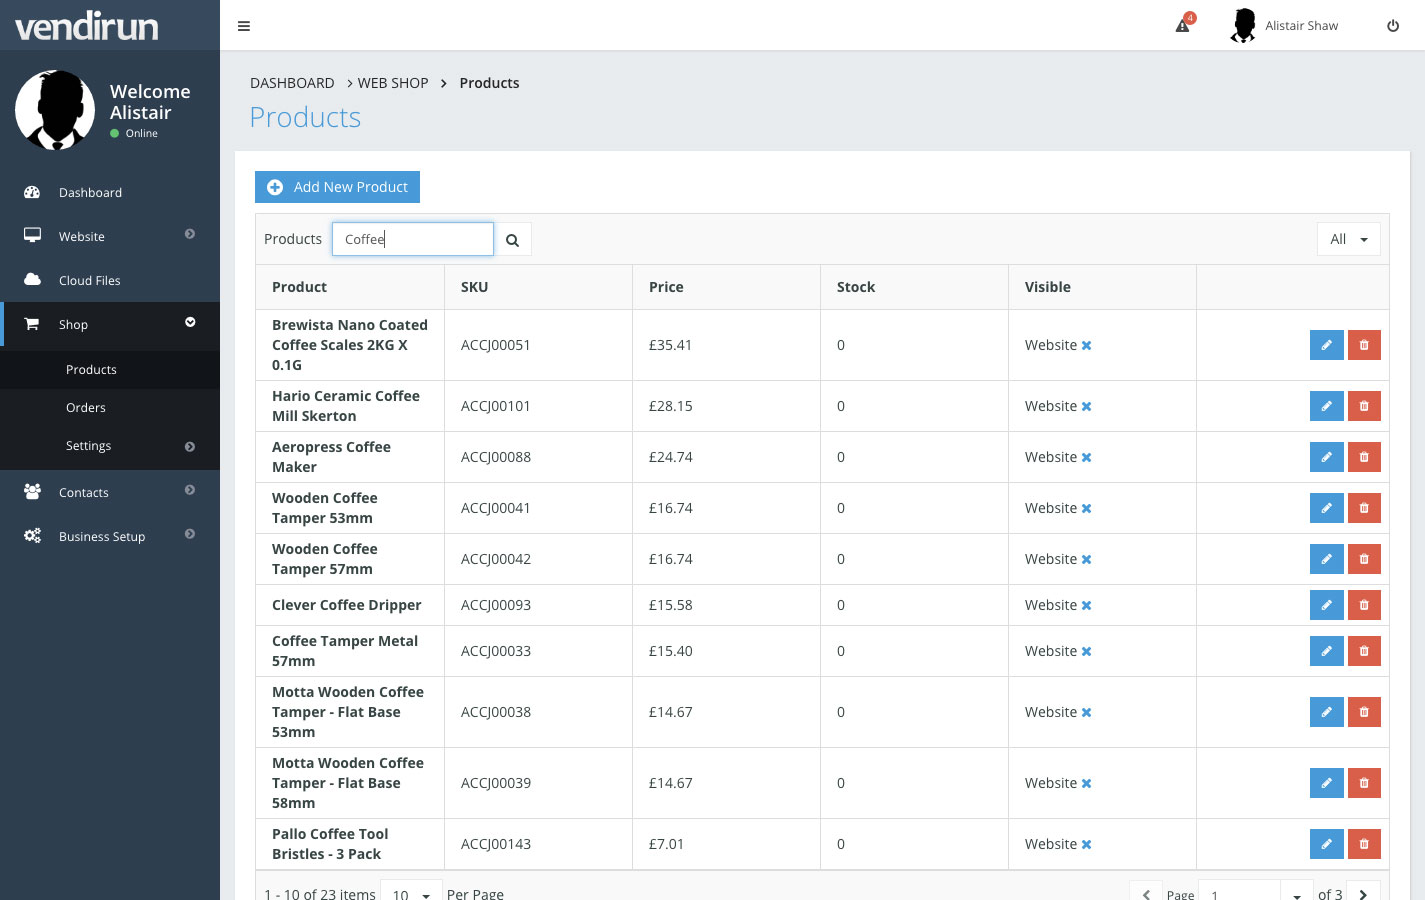 vendirun
4
Alistair Shaw
Welcome
Alistair
Online
Dashboard
Website
Cloud Files
Shop
Products
Orders
Settings
Contacts
Business Setup
DASHBOARD > WEB SHOP > Products
Products
Add New Product
Products Coffee All
Product SKU Price Stock Visible
Brewista Nano Coated
Coffee Scales 2KG X
0.1G
ACCJ00051 £35.41 0 Website
Hario Ceramic Coffee
Mill Skerton
ACCJ00101 £28.15 0 Website
Aeropress Coffee
Maker
ACCJ00088 £24.74 0 Website
Wooden Coffee
Tamper 53mm
ACCJ00041 £16.74 0 Website
Wooden Coffee
Tamper 57mm
ACCJ00042 £16.74 0 Website
Clever Coffee Dripper ACCJ00093 £15.58 0 Website
Coffee Tamper Metal
57mm
ACCJ00033 £15.40 0 Website
Motta Wooden Coffee
Tamper - Flat Base
53mm
ACCJ00038 £14.67 0 Website
Motta Wooden Coffee
Tamper - Flat Base
58mm
ACCJ00039 £14.67 0 Website
Pallo Coffee Tool
Bristles - 3 Pack
ACCJ00143 £7.01 0 Website
1 - 10 of 23 items 10 Per Page Page 1 of 3